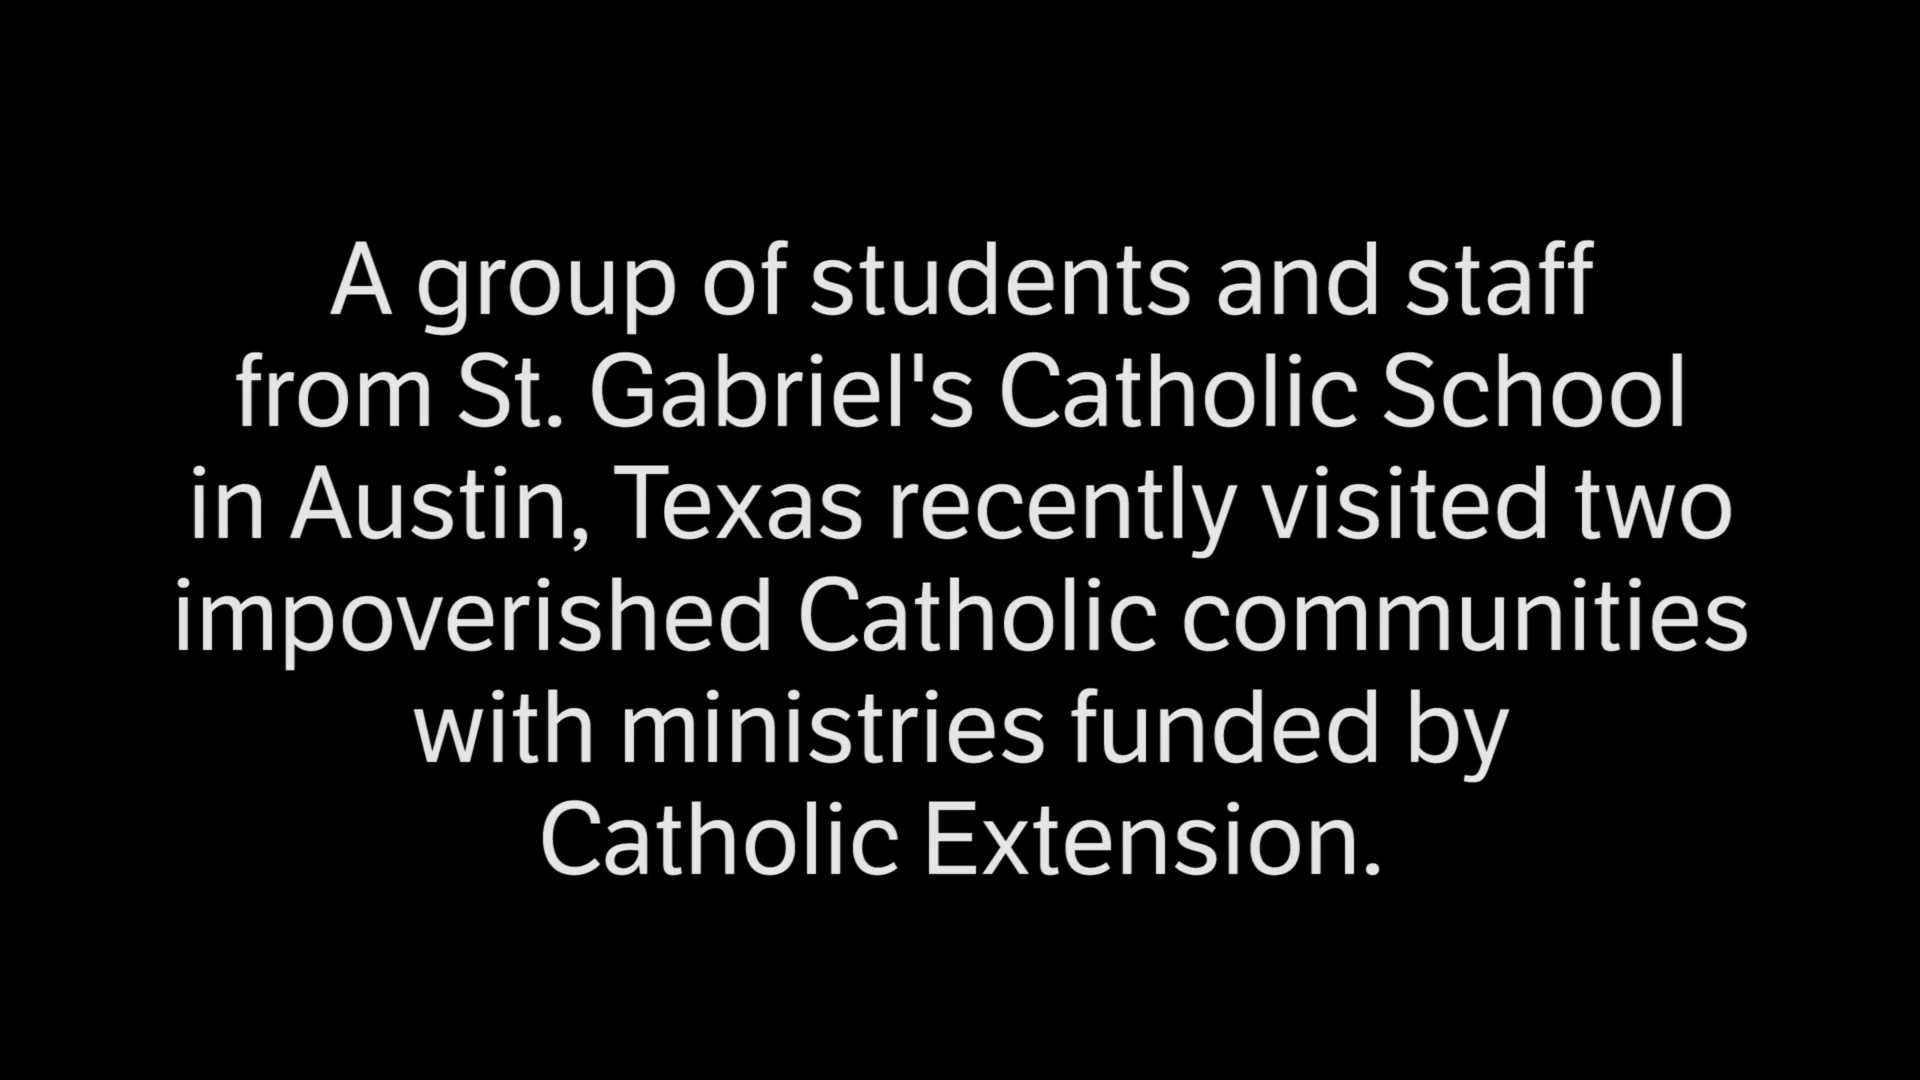 A group of students and staff
from St. Gabriel's Catholic School
in Austin, Texas recently visited two
impoverished Catholic communities
with ministries funded by
Catholic Extension.